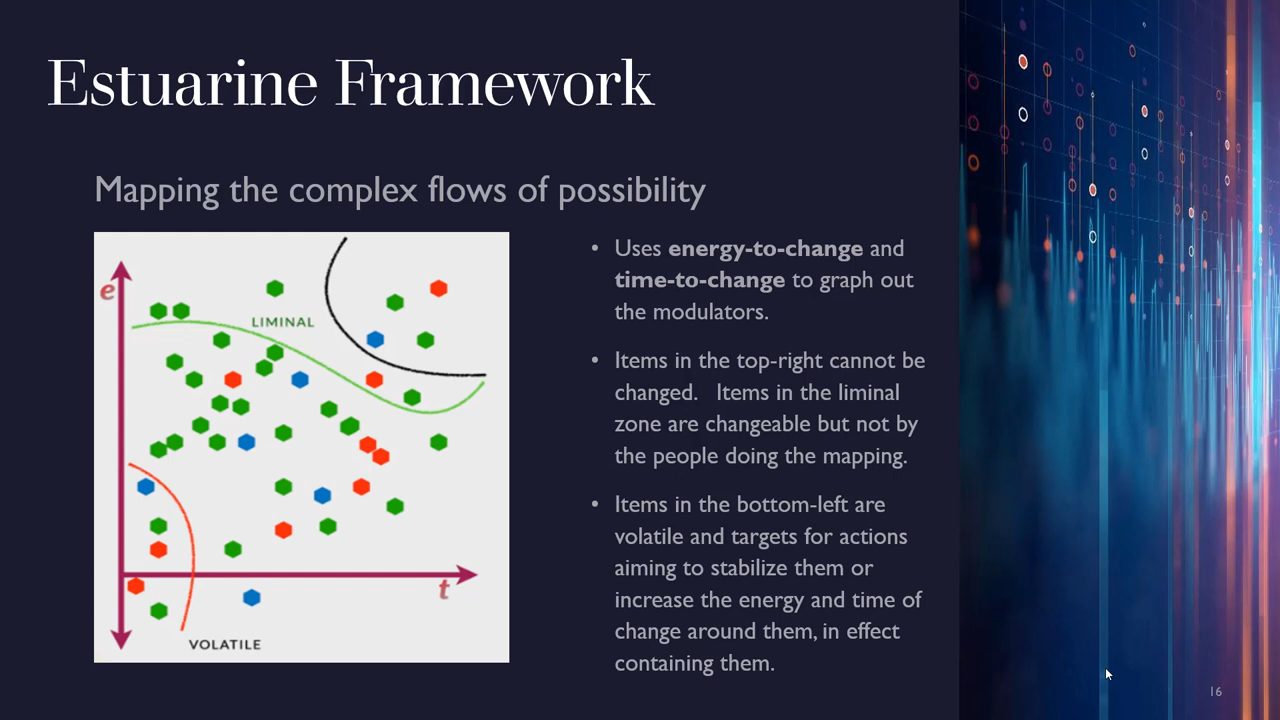 Estuarine Framework
Mapping the complex flows of possibility
e
LIMINAL
t
VOLATILE
• Uses energy-to-change and
time-to-change to graph out
the modulators.
• Items in the top-right cannot be
changed.   Items in the liminal
zone are changeable but not by
the people doing the mapping.
• Items in the bottom-left are
volatile and targets for actions
aiming to stabilize them or
increase the energy and time of
change around them, in effect
containing them.
16